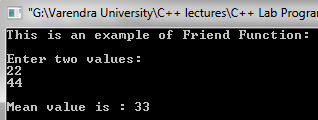 "G:\Varendra University\C++ lectures\C++ Lab Progra
This is an example of Friend Function:
Enter two values:
22
44
Mean value is : 33